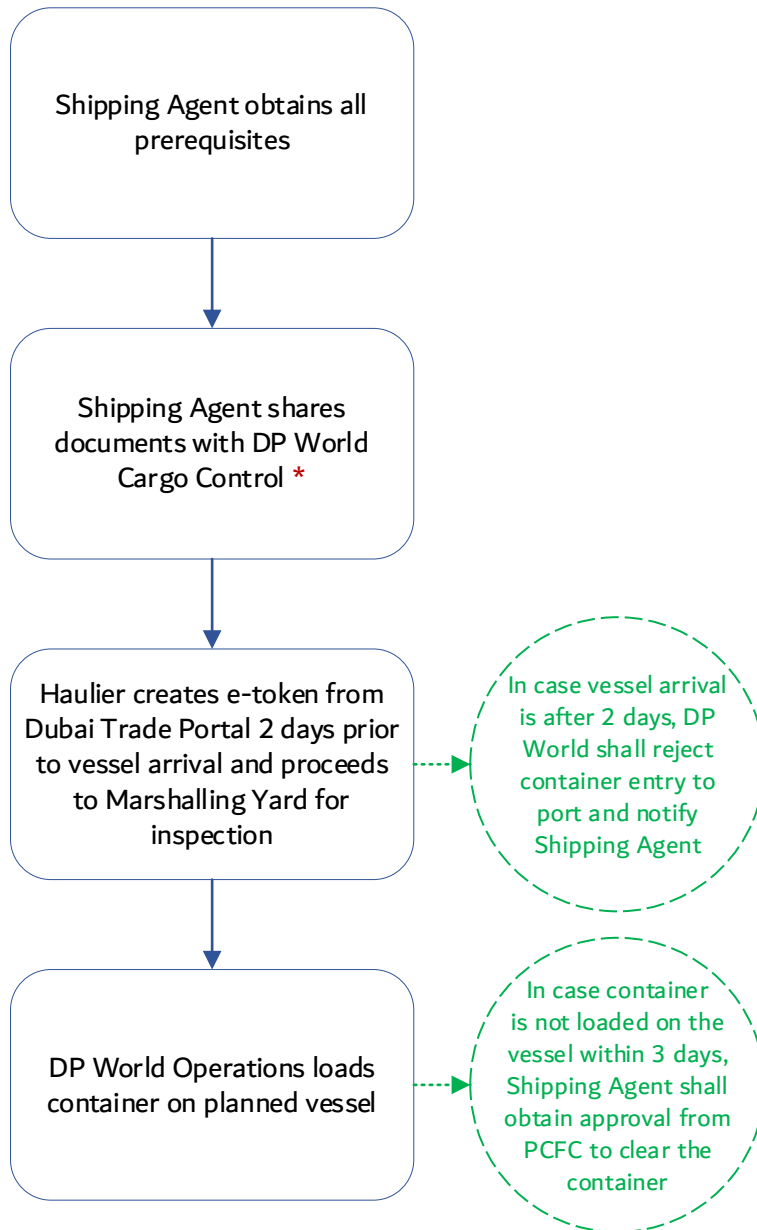 Shipping Agent obtains all
prerequisites
Shipping Agent shares
documents with DP World
Cargo Control *
Haulier creates e-token from
Dubai Trade Portal 2 days prior
to vessel arrival and proceeds
to Marshalling Yard for
inspection
In case vessel arrival
is after 2 days, DP
World shall reject
container entry to
port and notify
Shipping Agent
DP World Operations loads
container on planned vessel
In case container
is not loaded on the
vessel within 3 days,
Shipping Agent shall
obtain approval from
PCFC to clear the
container